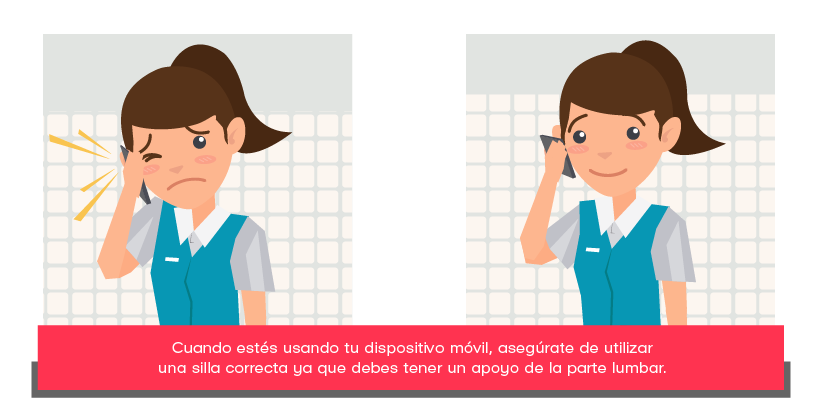 Cuando estés usando tu dispositivo móvil, asegúrate de utilizar
una silla correcta ya que debes tener un apoyo de la parte lumbar.